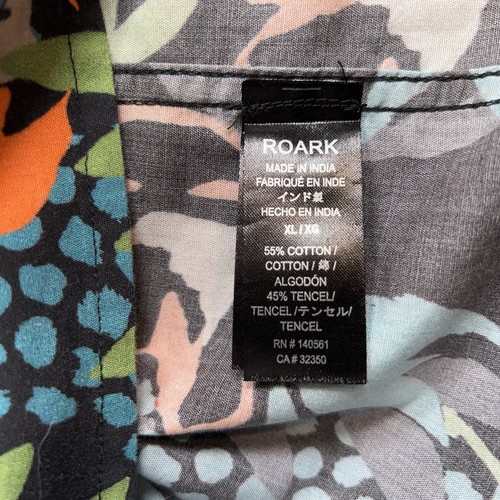 ROARK
MADE IN INDIA
FABRIQUÉ EN INDE
インド製
HECHO EN INDIA
XL / XG
55% COTTON /
COTTON / 綿 /
ALGODÓN
45% TENCEL/
TENCEL / テンセル /
TENCEL
RN # 140561
CA # 32350